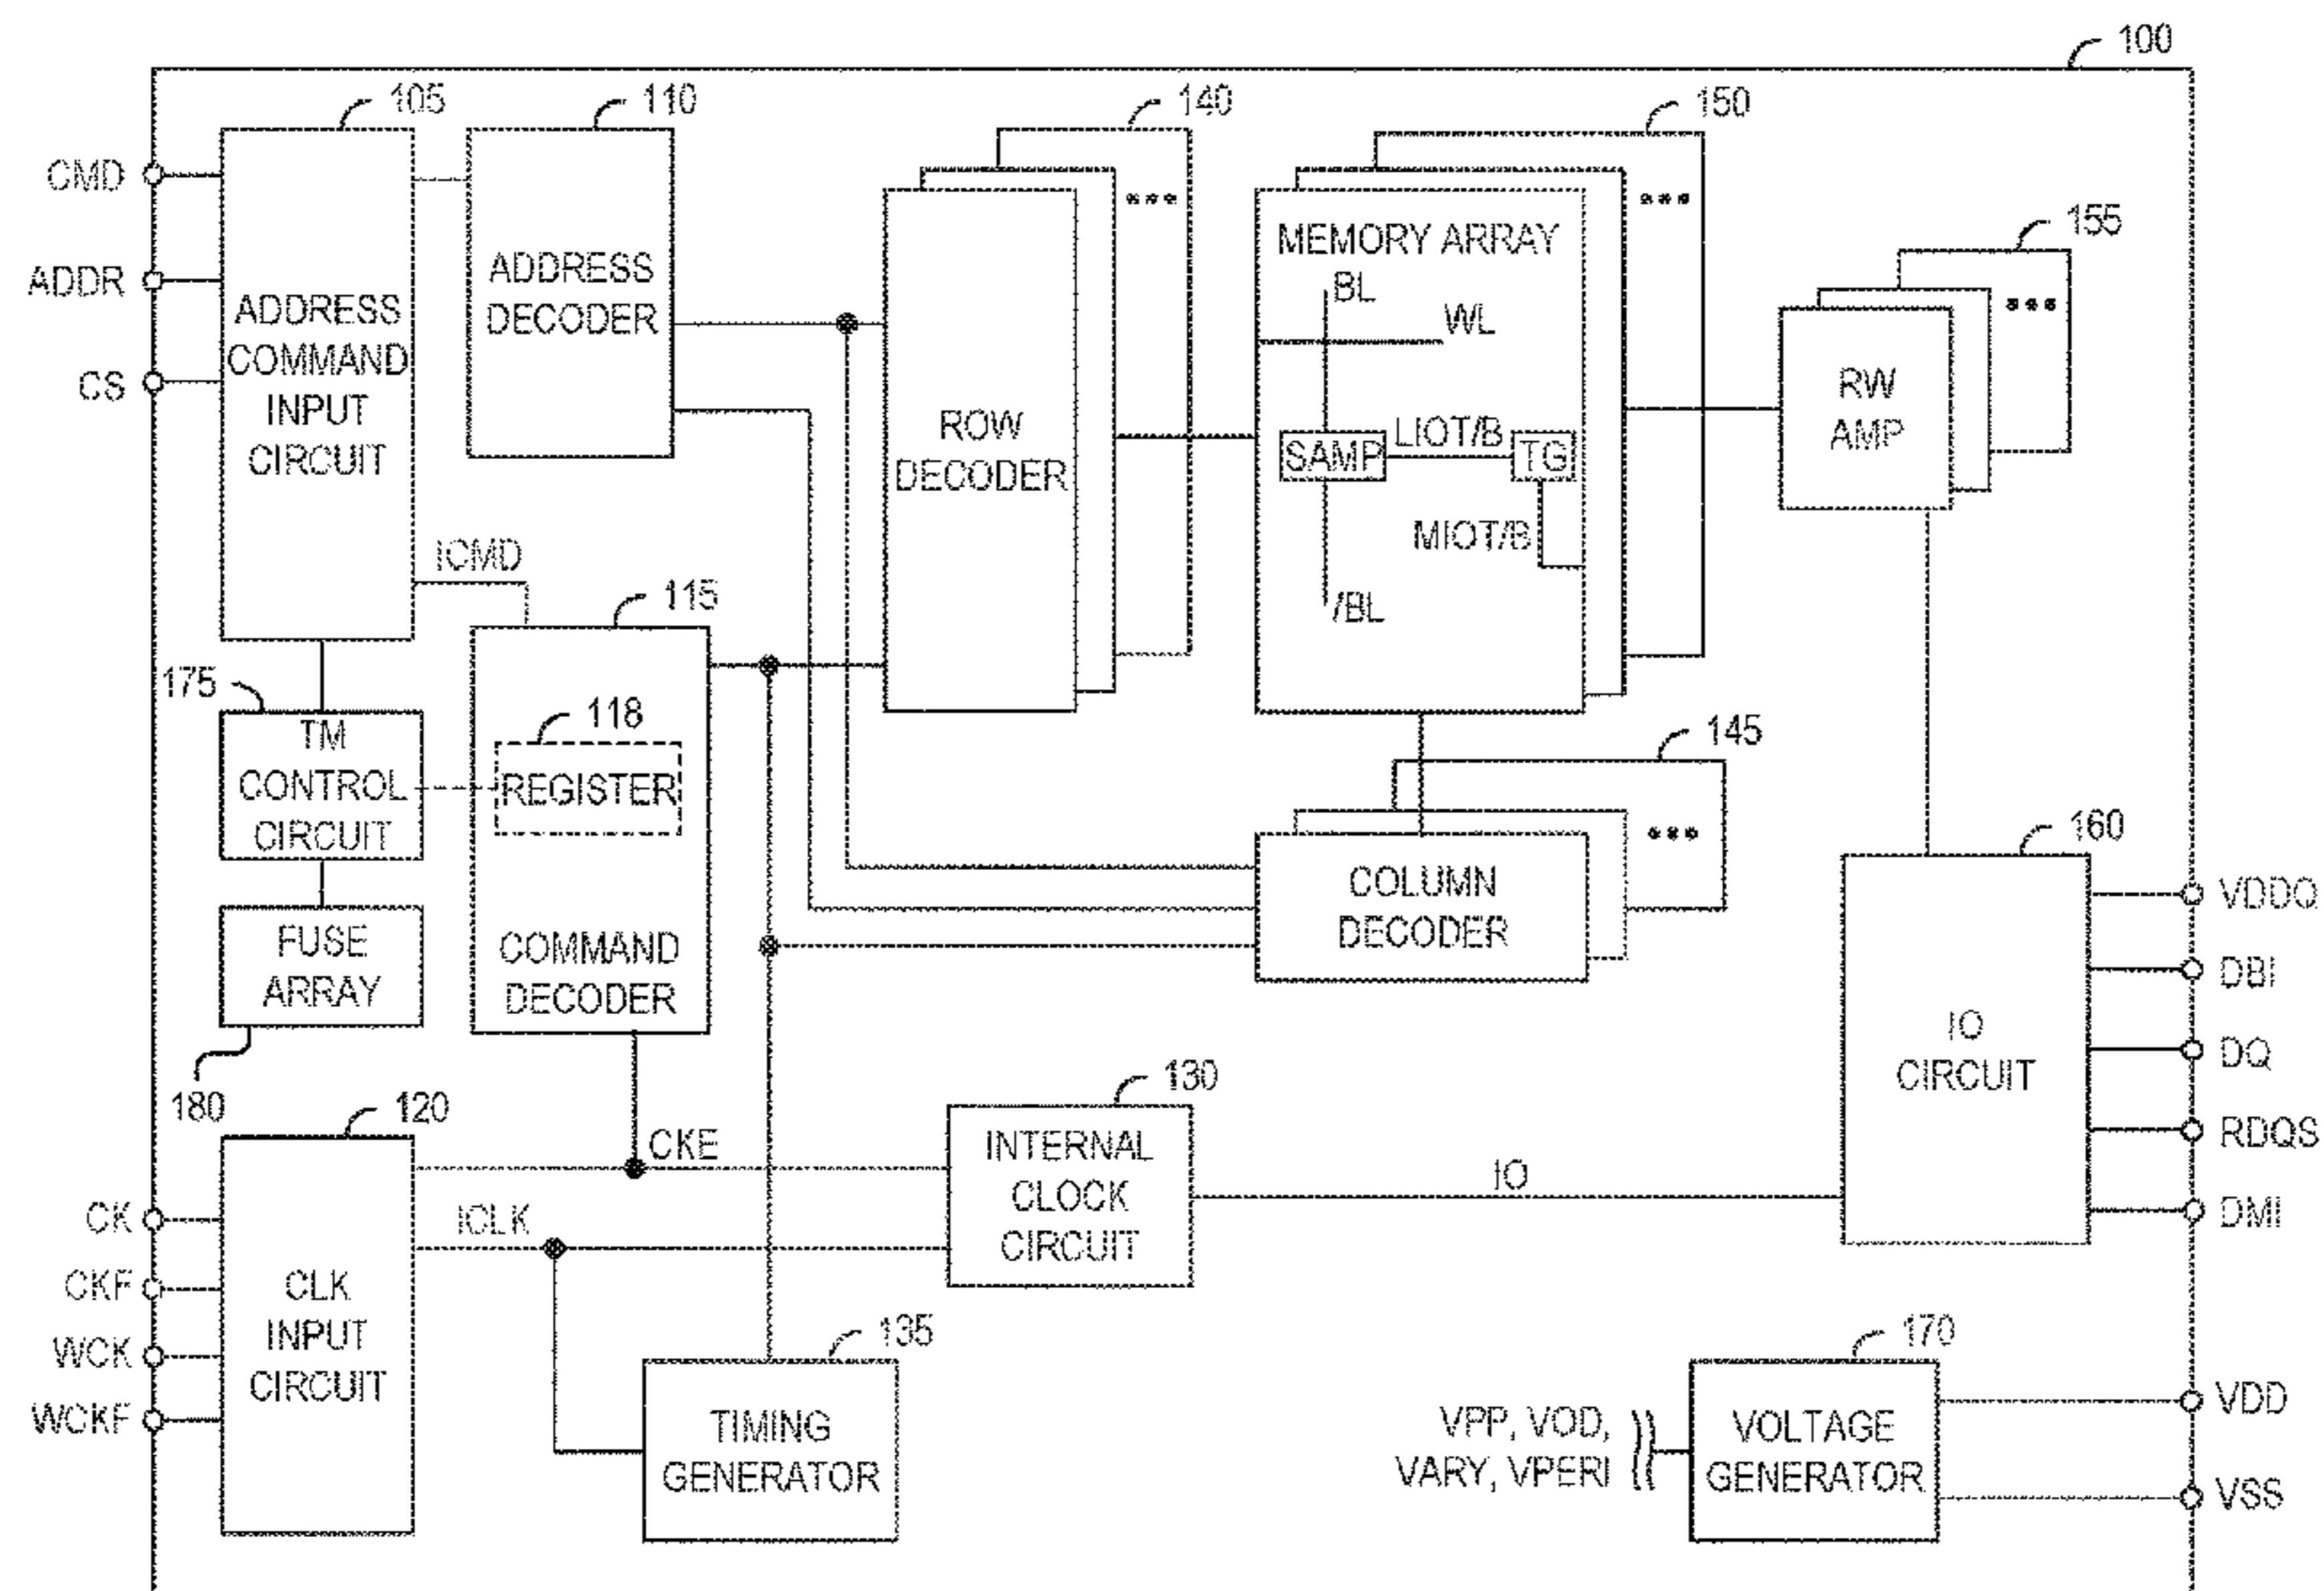 100
105
110
140
150
155
CMD
ADDR
CS
ADDRESS
COMMAND
INPUT
CIRCUIT
ADDRESS
DECODER
ROW
DECODER
MEMORY ARRAY
BL
WL
SAMP
LIOT/B
TG
MIOT/B
/BL
RW
AMP
ICMD
115
175
TM
CONTROL
CIRCUIT
118
REGISTER
COMMAND
DECODER
FUSE
ARRAY
180
145
COLUMN
DECODER
160
IO
CIRCUIT
VDDQ
DBI
DQ
RDQS
DMI
120
CK
CKF
WCK
WCKF
CLK
INPUT
CIRCUIT
CKE
ICLK
130
INTERNAL
CLOCK
CIRCUIT
IO
135
TIMING
GENERATOR
170
VPP, VOD,
VARY, VPERI
VOLTAGE
GENERATOR
VDD
VSS